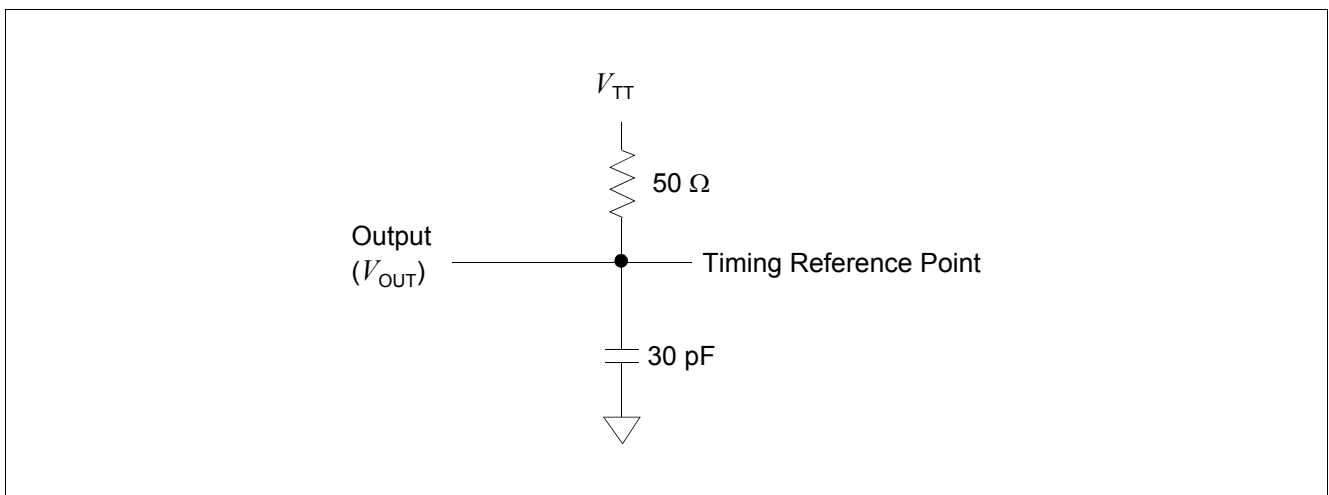 V_TT
50 Ω
Output
(V_OUT)
Timing Reference Point
30 pF